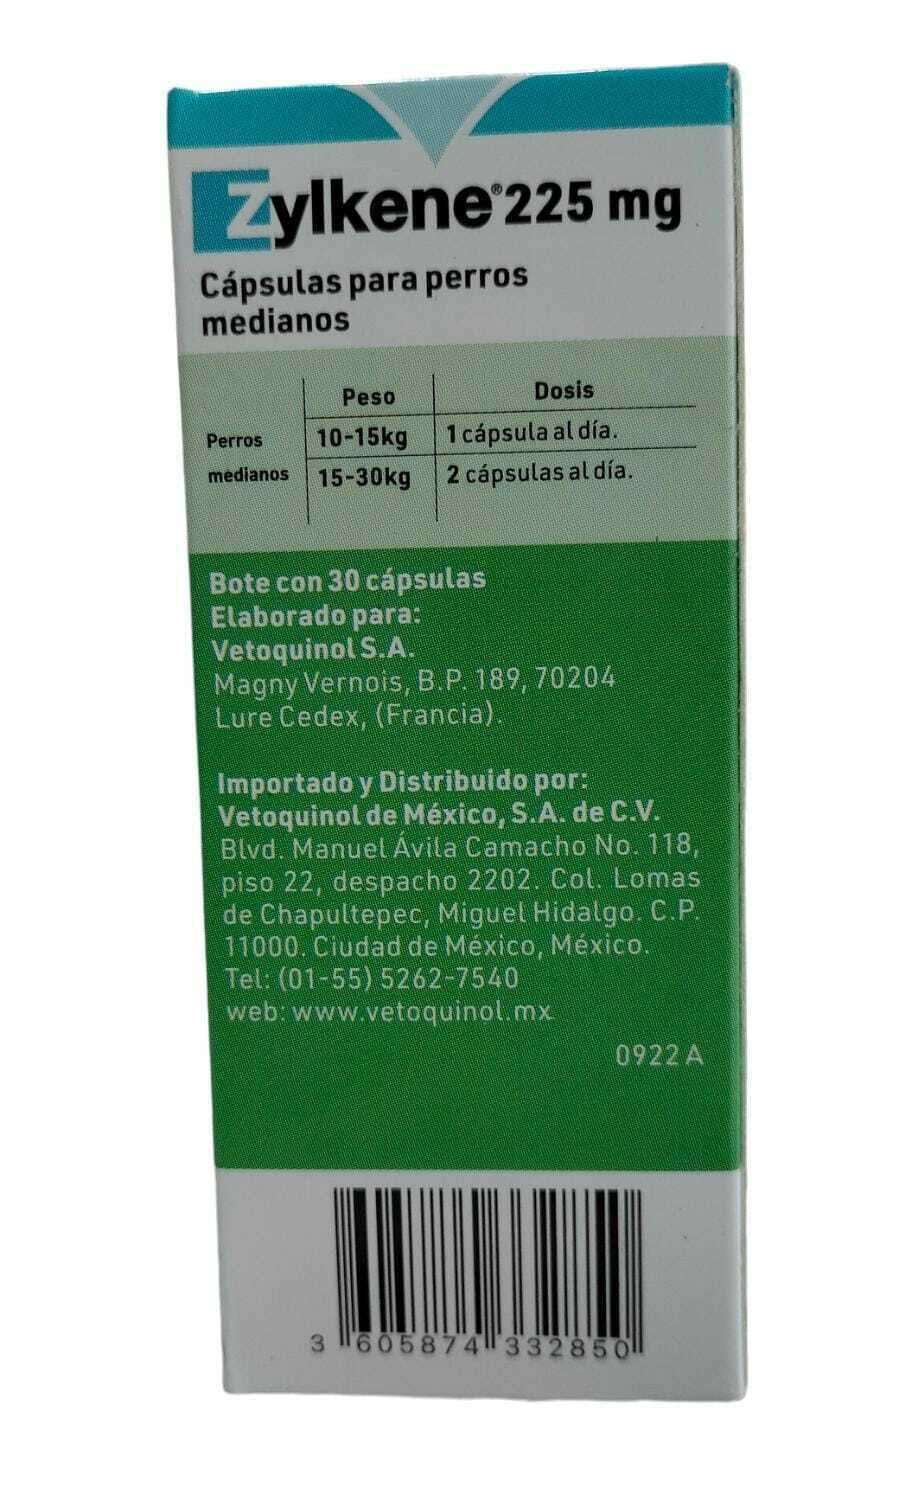 Zylkene® 225 mg
Cápsulas para perros
medianos
Peso Dosis
Perros 10-15kg 1 cápsula al día.
medianos 15-30kg 2 cápsulas al día.
Bote con 30 cápsulas
Elaborado para:
Vetoquinol S.A.
Magny Vernois, B.P. 189, 70204
Lure Cedex, (Francia).
Importado y Distribuido por:
Vetoquinol de México, S.A. de C.V.
Blvd. Manuel Ávila Camacho No. 118,
piso 22, despacho 2202. Col. Lomas
de Chapultepec, Miguel Hidalgo. C.P.
11000. Ciudad de México, México.
Tel: (01-55) 5262-7540
web: www.vetoquinol.mx
0922 A
3 605874 332850